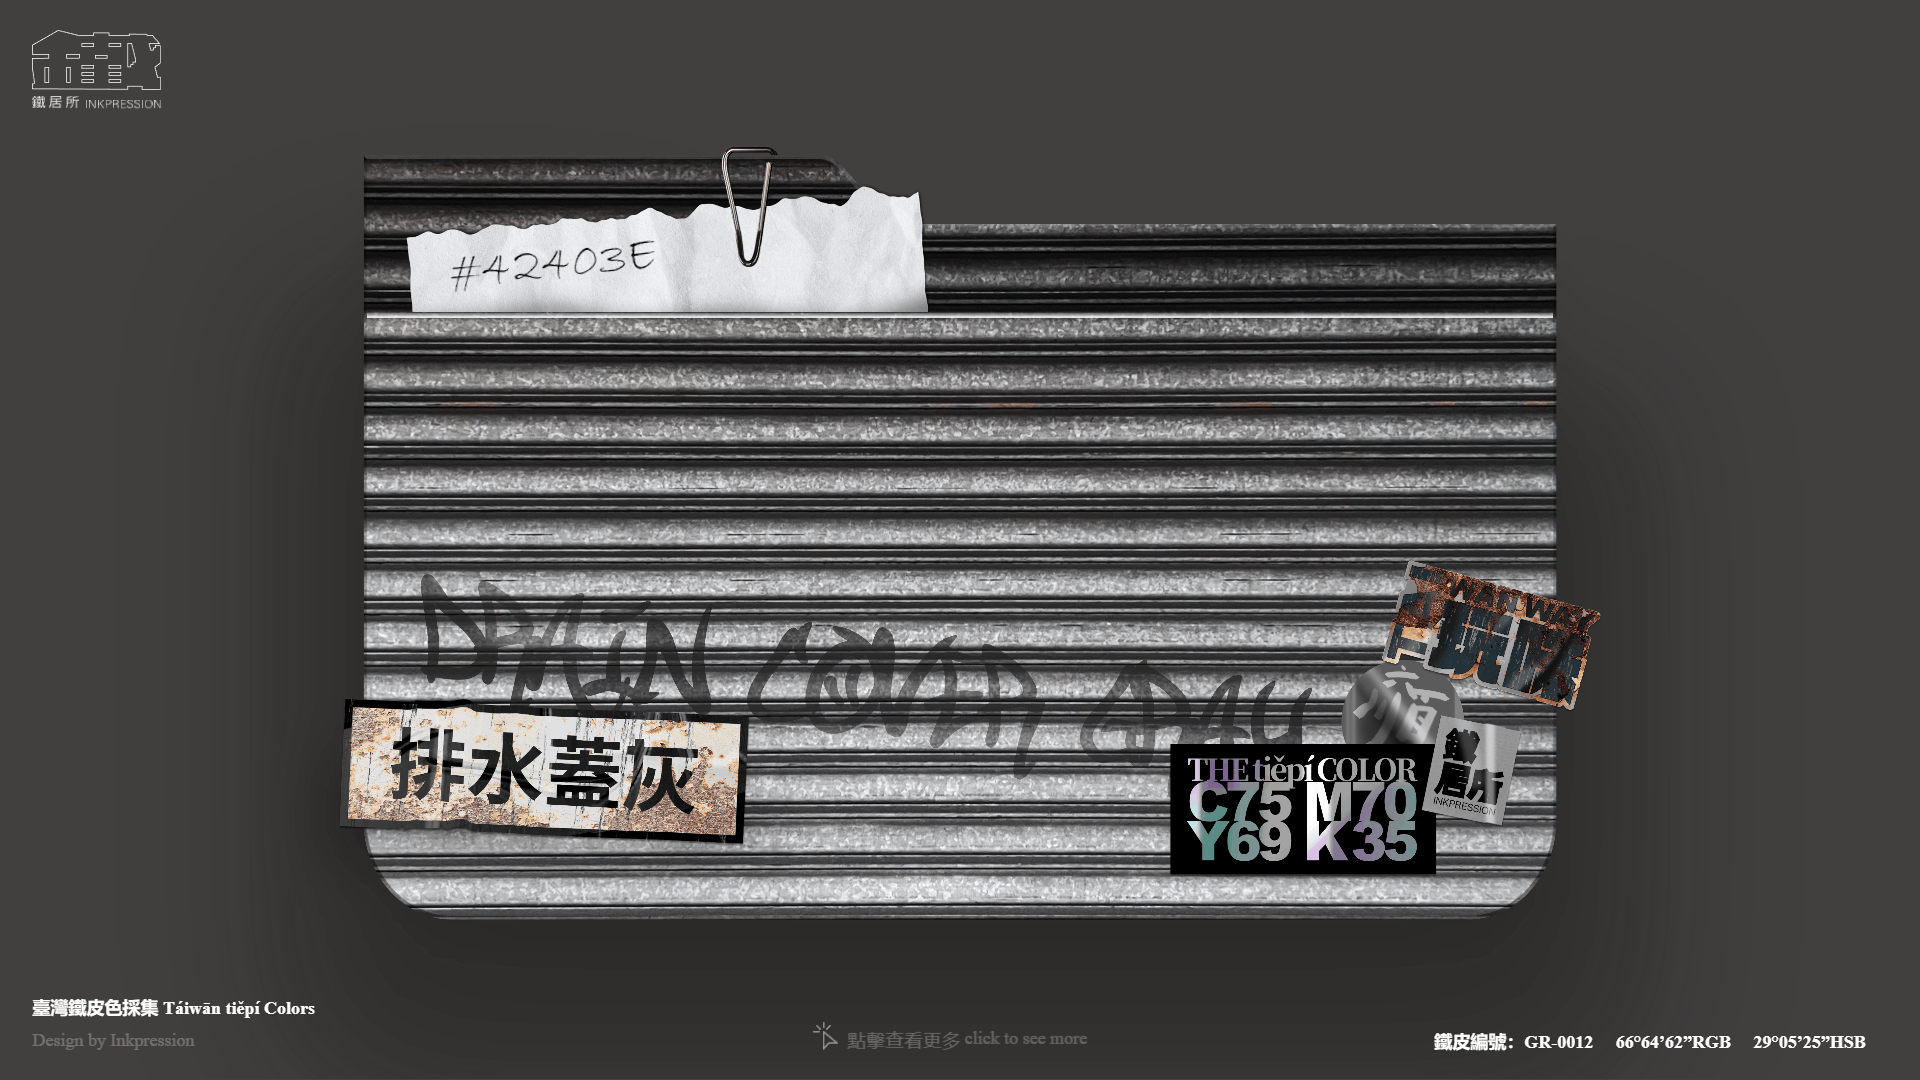 鐵居所 INKPRESSION
#42403E
DRAIN COVER GRAY
排水蓋灰
THE tiěpí COLOR
C75 M70
Y69 K35
鐵
居所
INKPRESSION
臺灣鐵皮色採集 Táiwān tiěpí Colors
Design by Inkpression
點擊查看更多 click to see more
鐵皮編號：GR-0012 66°64’62”RGB 29°05’25”HSB